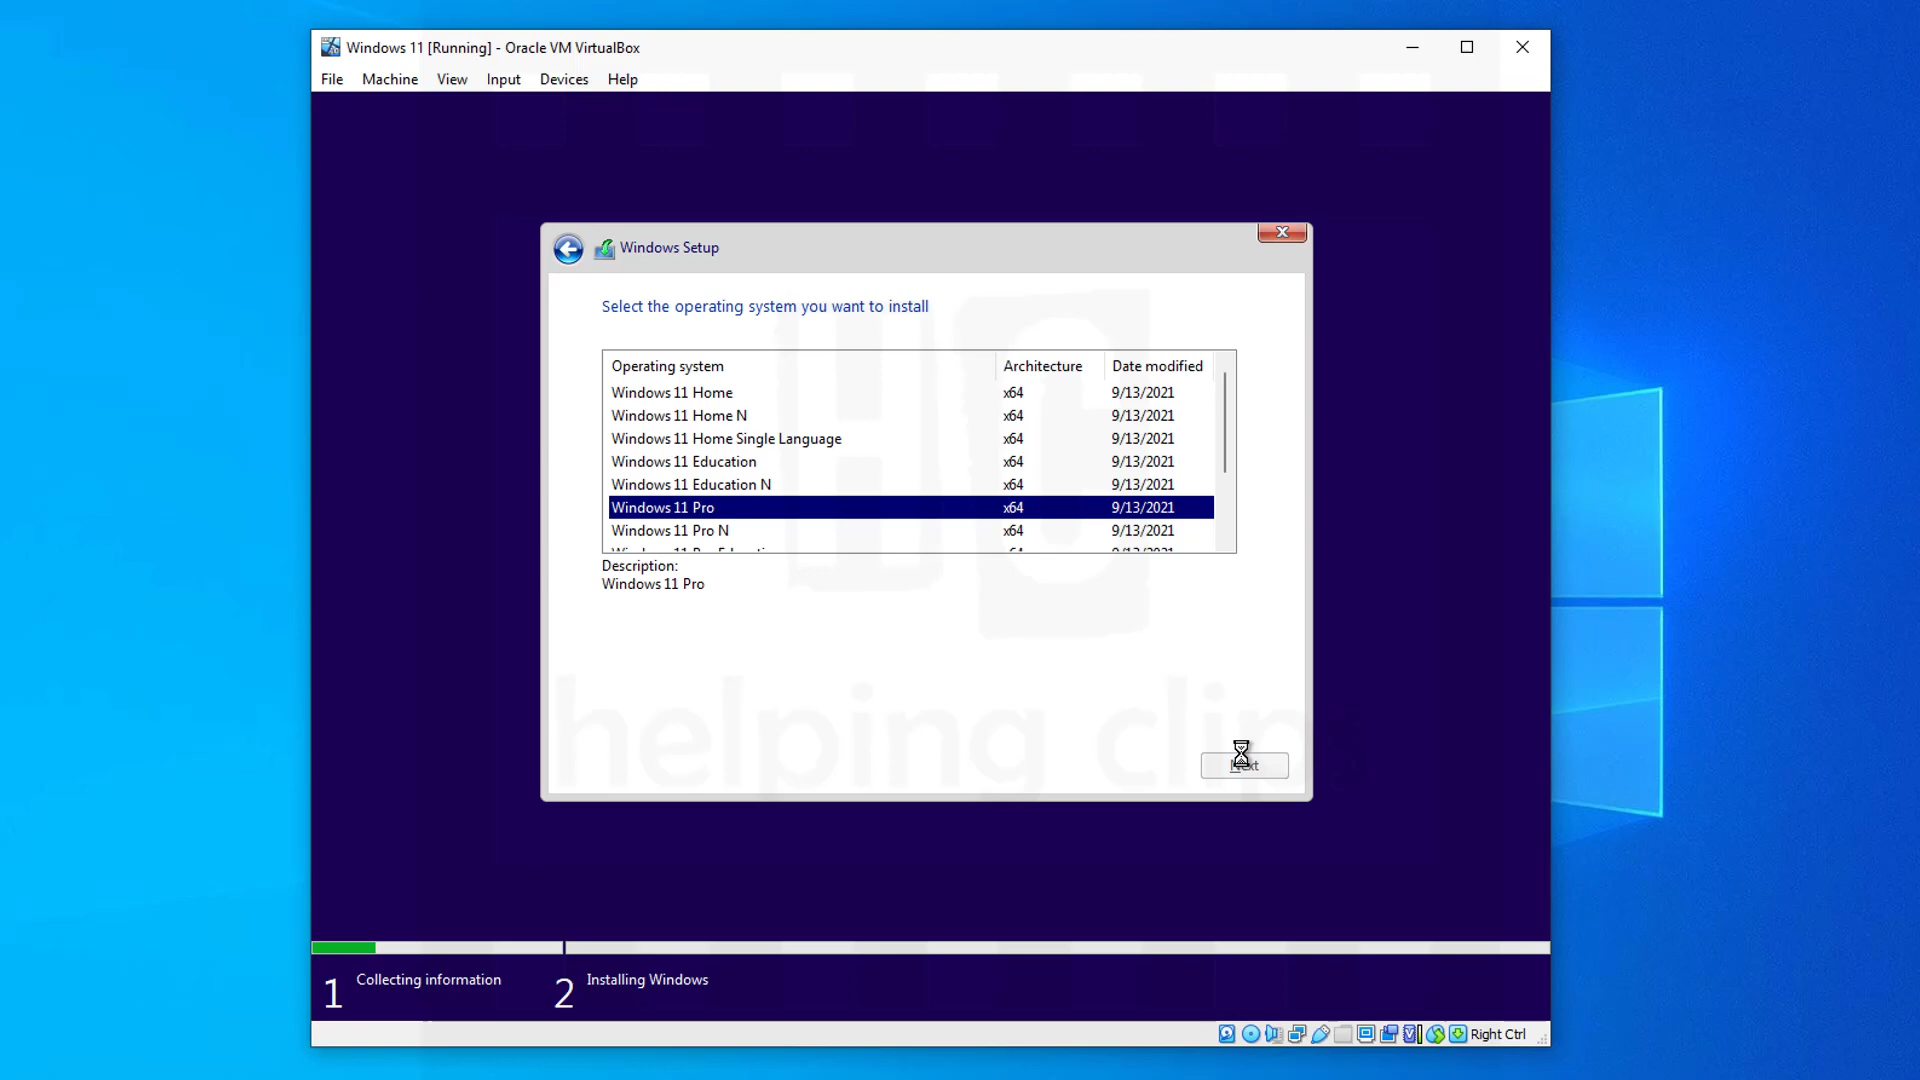 Windows 11 [Running] - Oracle VM VirtualBox
File Machine View Input Devices Help
Windows Setup
Select the operating system you want to install
Operating system Architecture Date modified
Windows 11 Home x64 9/13/2021
Windows 11 Home N x64 9/13/2021
Windows 11 Home Single Language x64 9/13/2021
Windows 11 Education x64 9/13/2021
Windows 11 Education N x64 9/13/2021
Windows 11 Pro x64 9/13/2021
Windows 11 Pro N x64 9/13/2021
Description:
Windows 11 Pro
HC
helping clips
Next
1 Collecting information 2 Installing Windows
Right Ctrl